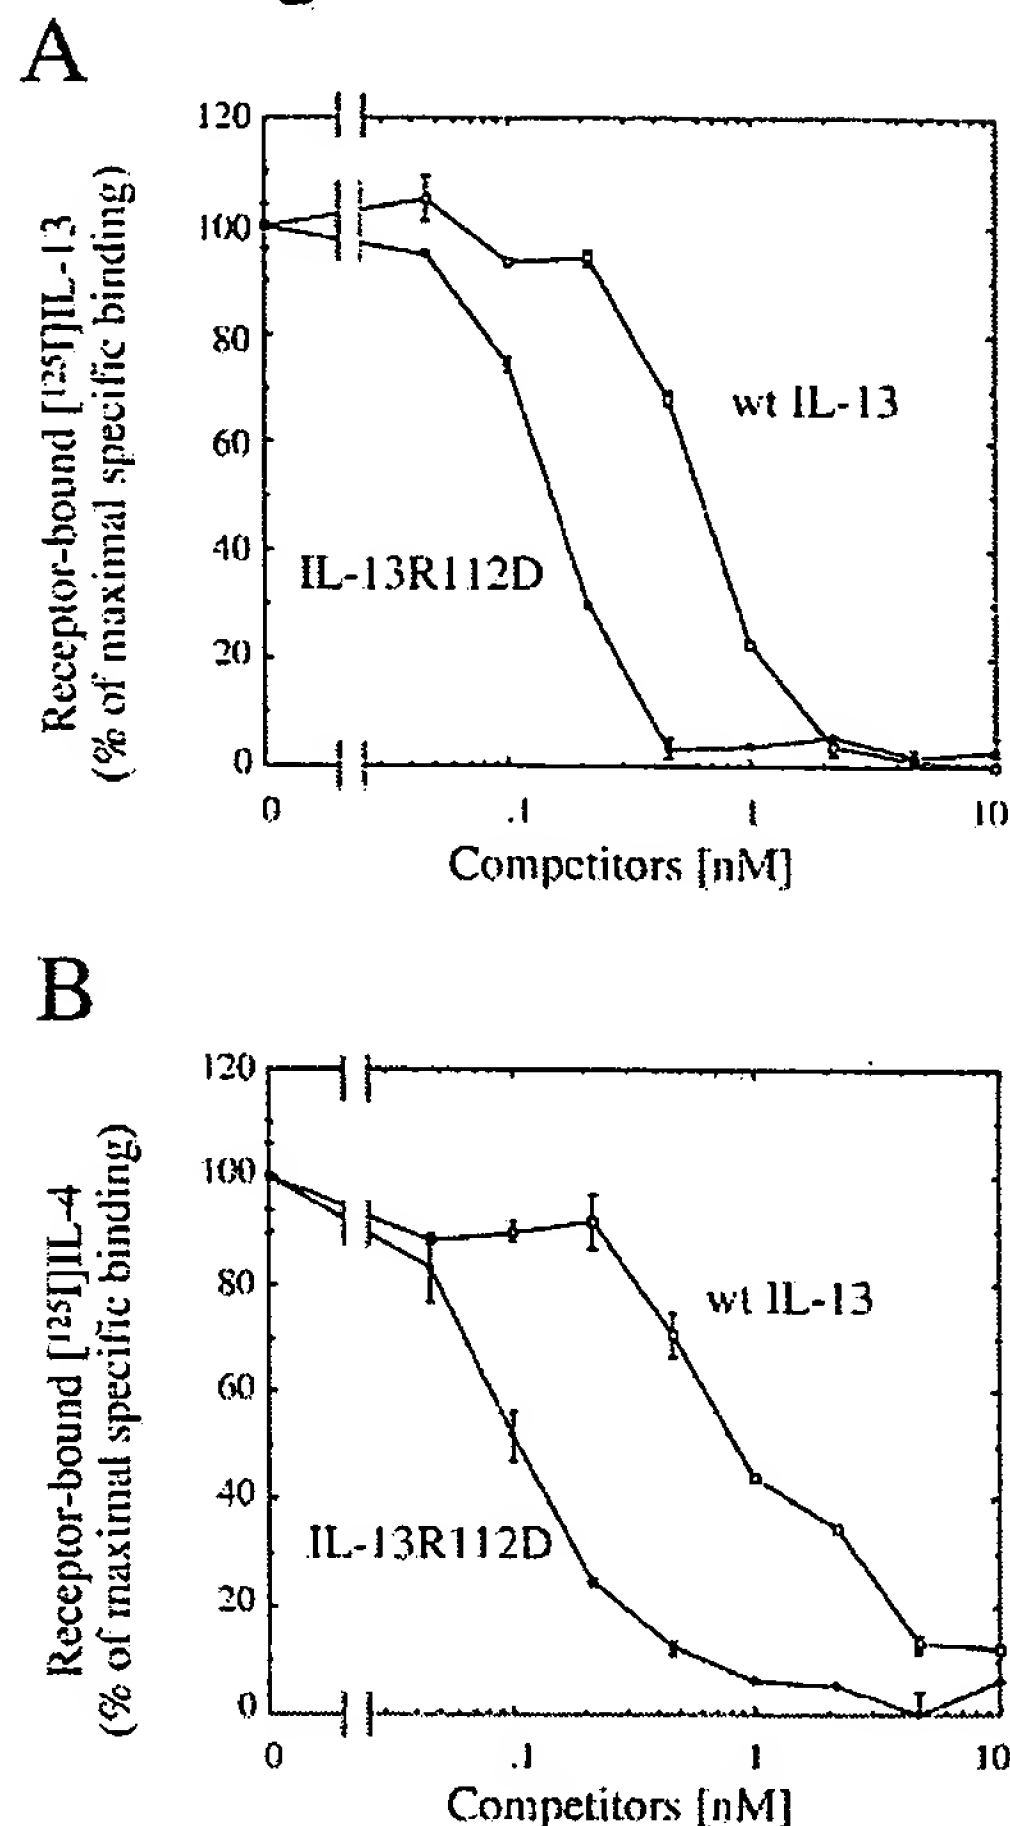 A
120
100
80
60
40
20
0
Receptor-bound [¹²⁵I]IL-13
(% of maximal specific binding)
wt IL-13
IL-13R112D
0 .1 1 10
Competitors [nM]
B
120
100
80
60
40
20
0
Receptor-bound [¹²⁵I]IL-4
(% of maximal specific binding)
wt IL-13
IL-13R112D
0 .1 1 10
Competitors [nM]